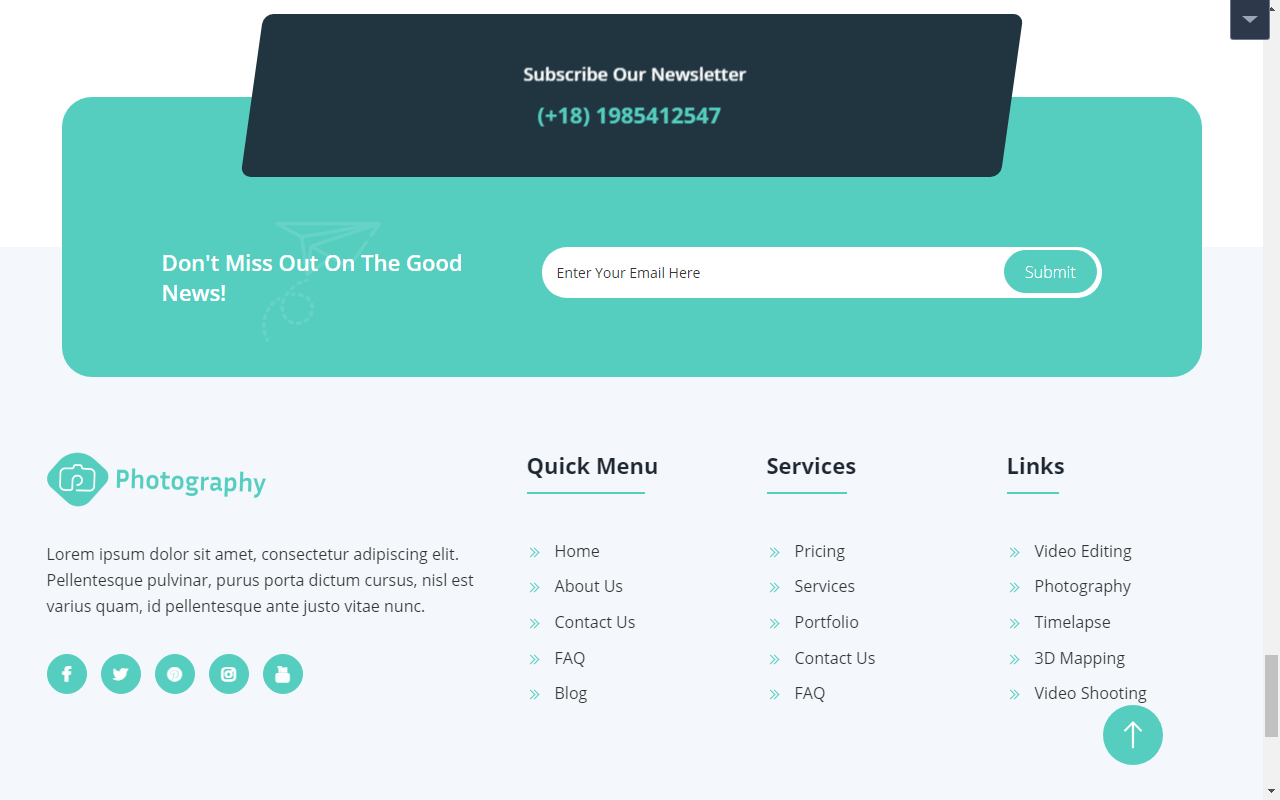 Subscribe Our Newsletter
(+18) 1985412547
Don't Miss Out On The Good
News!
Enter Your Email Here
Submit
Photography
Lorem ipsum dolor sit amet, consectetur adipiscing elit.
Pellentesque pulvinar, purus porta dictum cursus, nisl est
varius quam, id pellentesque ante justo vitae nunc.
Quick Menu
Home
About Us
Contact Us
FAQ
Blog
Services
Pricing
Services
Portfolio
Contact Us
FAQ
Links
Video Editing
Photography
Timelapse
3D Mapping
Video Shooting